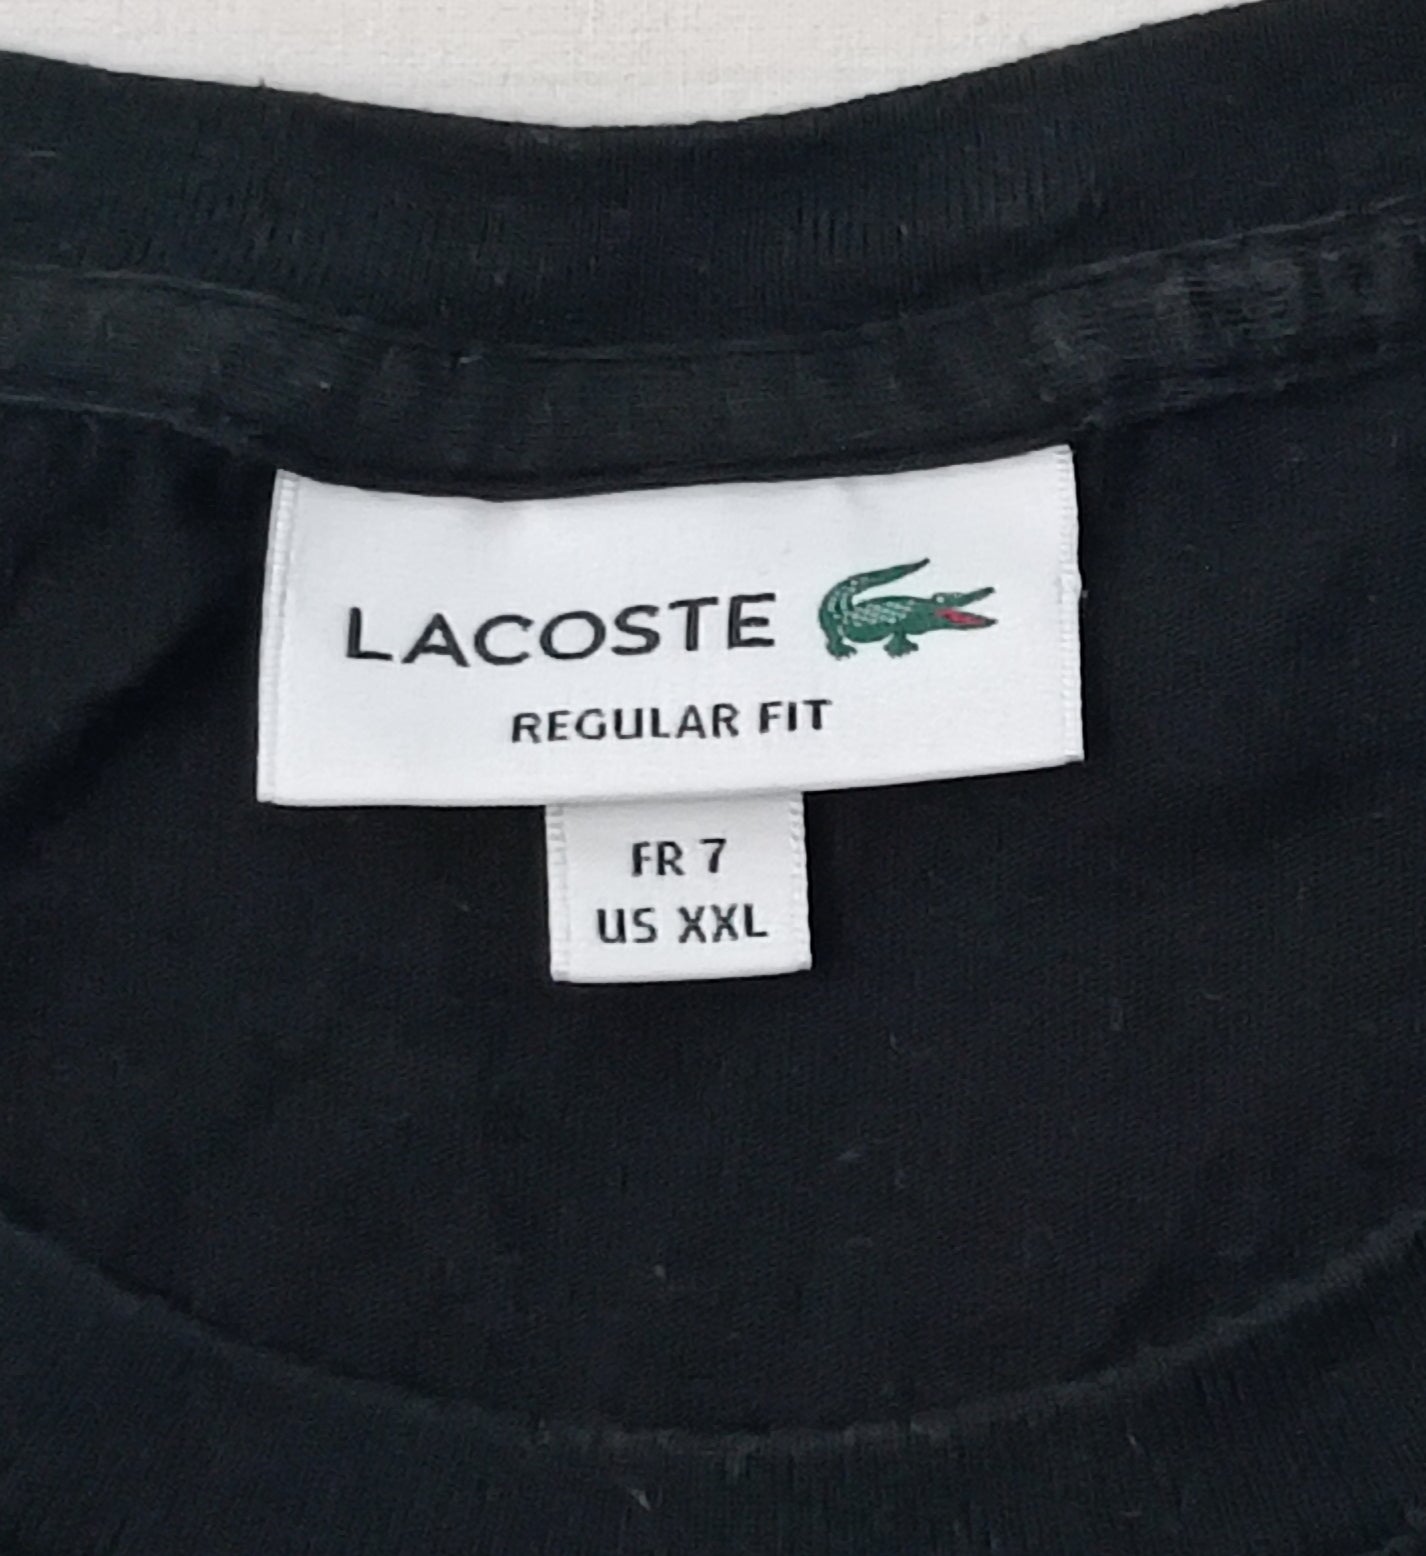 LACOSTE
REGULAR FIT
FR 7
US XXL